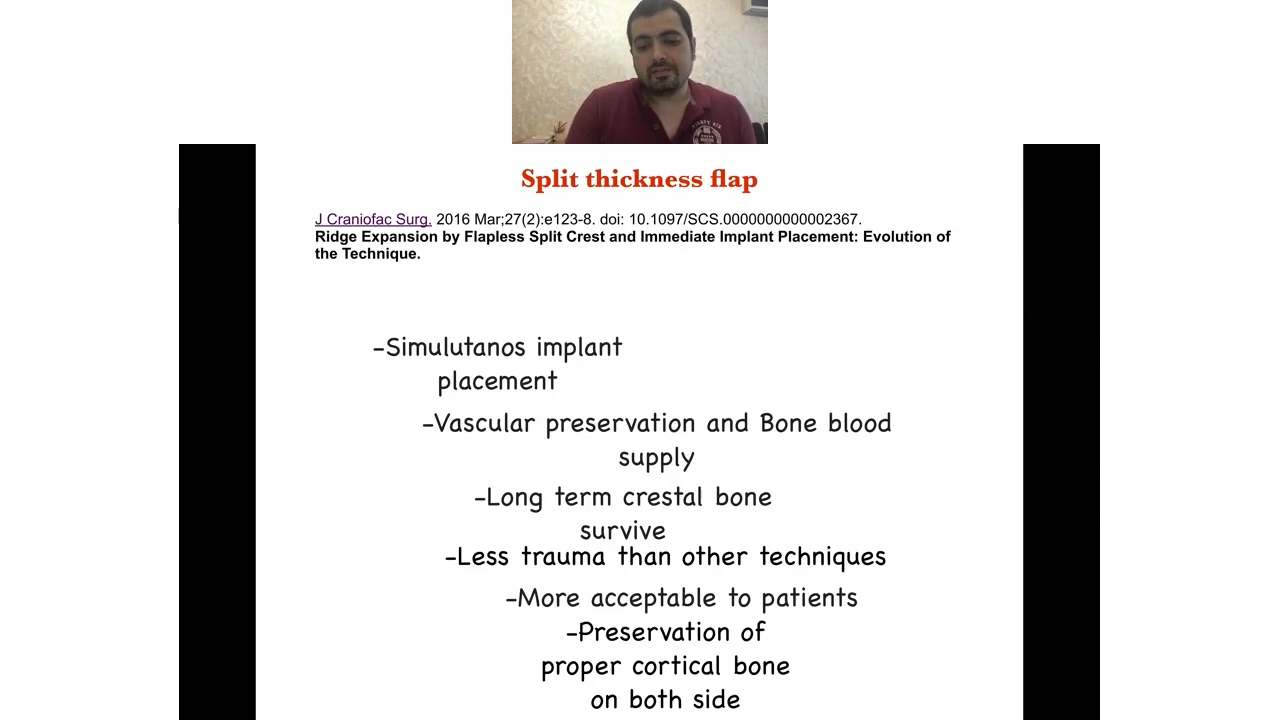 Split thickness flap
J Craniofac Surg. 2016 Mar;27(2):e123-8. doi: 10.1097/SCS.0000000000002367.
Ridge Expansion by Flapless Split Crest and Immediate Implant Placement: Evolution of
the Technique.
-Simulutanos implant
placement
-Vascular preservation and Bone blood
supply
-Long term crestal bone
survive
-Less trauma than other techniques
-More acceptable to patients
-Preservation of
proper cortical bone
on both side